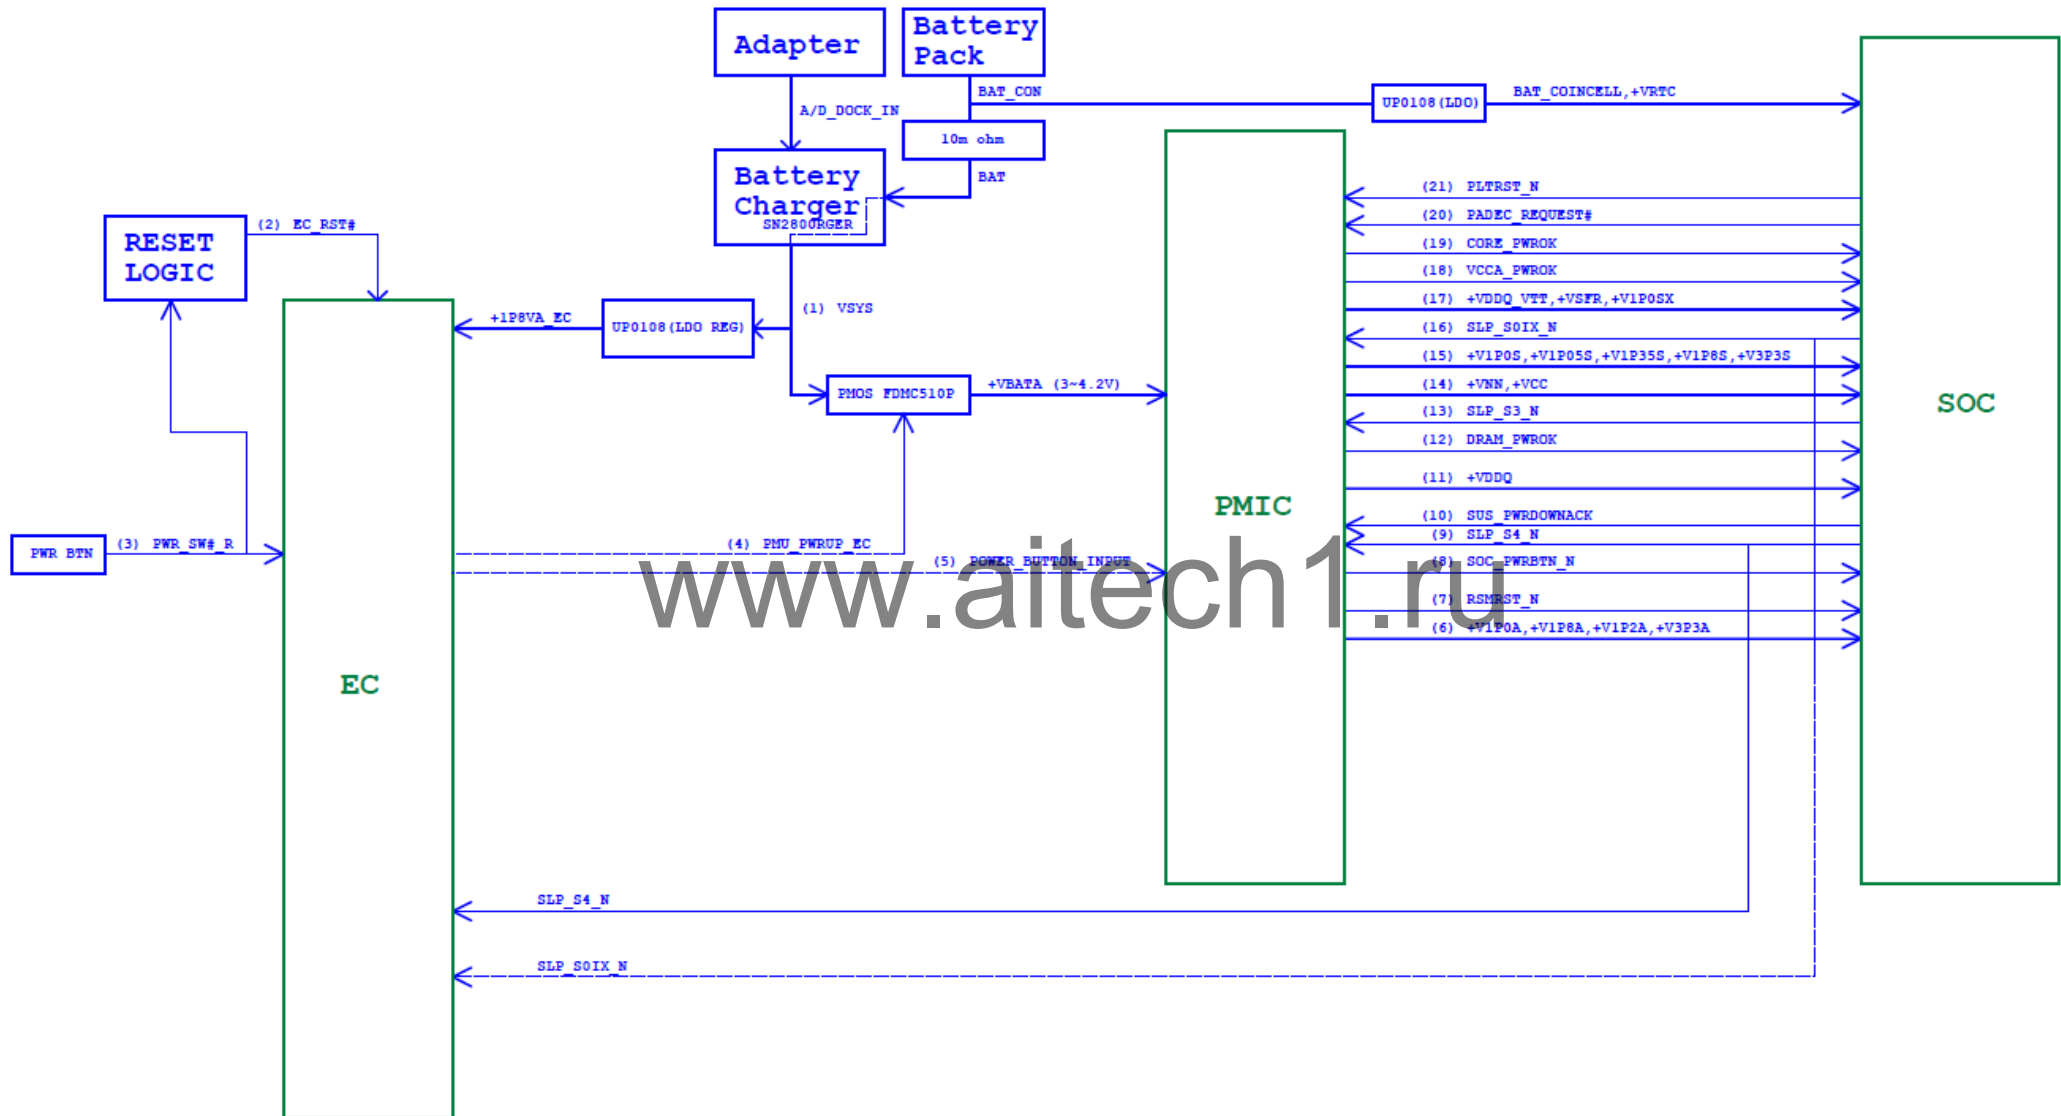 Adapter
Battery
Pack
A/D_DOCK_IN
BAT_CON
UP0108(LDO)
BAT_COINCELL,+VRTC
10m ohm
BAT
Battery
Charger
SN2800RGER
RESET
LOGIC
(2) EC_RST#
(1) VSYS
+1P8VA_EC
UP0108(LDO REG)
PMOS FDMC510P
+VBATA (3~4.2V)
(21) PLTRST_N
(20) PADEC_REQUEST#
(19) CORE_PWROK
(18) VCCA_PWROK
(17) +VDDQ_VTT,+VSFR,+V1P0SX
(16) SLP_S0IX_N
(15) +V1P0S,+V1P05S,+V1P35S,+V1P8S,+V3P3S
(14) +VNN,+VCC
(13) SLP_S3_N
(12) DRAM_PWROK
(11) +VDDQ
(10) SUS_PWRDOWNACK
(9) SLP_S4_N
(8) SOC_PWRBTN_N
(7) RSMRST_N
(6) +V1P0A,+V1P8A,+V1P2A,+V3P3A
SOC
PMIC
PWR BTN
(3) PWR_SW#_R
(4) PMU_PWRUP_EC
(5) POWER_BUTTON_INPUT
www.aitech1.ru
EC
SLP_S4_N
SLP_S0IX_N